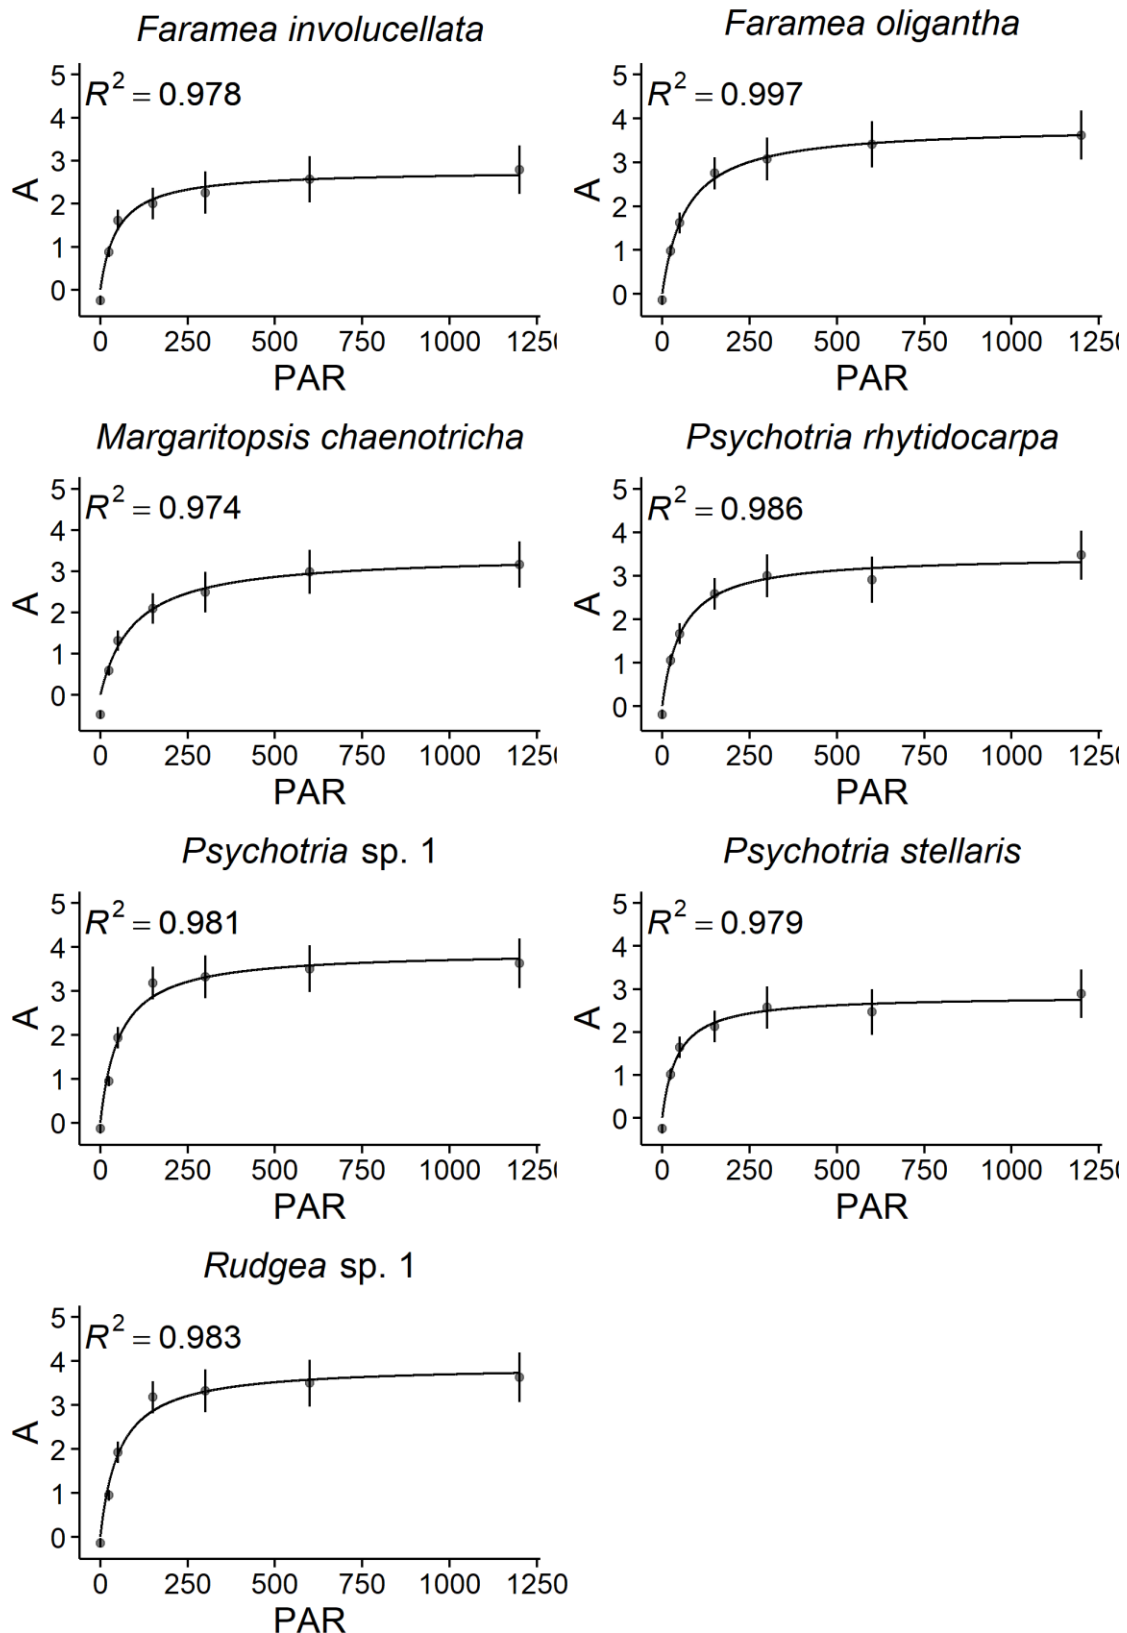 Faramea involucellata
R² = 0.978
5
4
3
2
1
0
A
0 250 500 750 1000 125
PAR
Faramea oligantha
R² = 0.997
5
4
3
2
1
0
A
0 250 500 750 1000 125
PAR
Margaritopsis chaenotricha
R² = 0.974
5
4
3
2
1
0
A
0 250 500 750 1000 125
PAR
Psychotria rhytidocarpa
R² = 0.986
5
4
3
2
1
0
A
0 250 500 750 1000 125
PAR
Psychotria sp. 1
R² = 0.981
5
4
3
2
1
0
A
0 250 500 750 1000 125
PAR
Psychotria stellaris
R² = 0.979
5
4
3
2
1
0
A
0 250 500 750 1000 125
PAR
Rudgea sp. 1
R² = 0.983
5
4
3
2
1
0
A
0 250 500 750 1000 1250
PAR